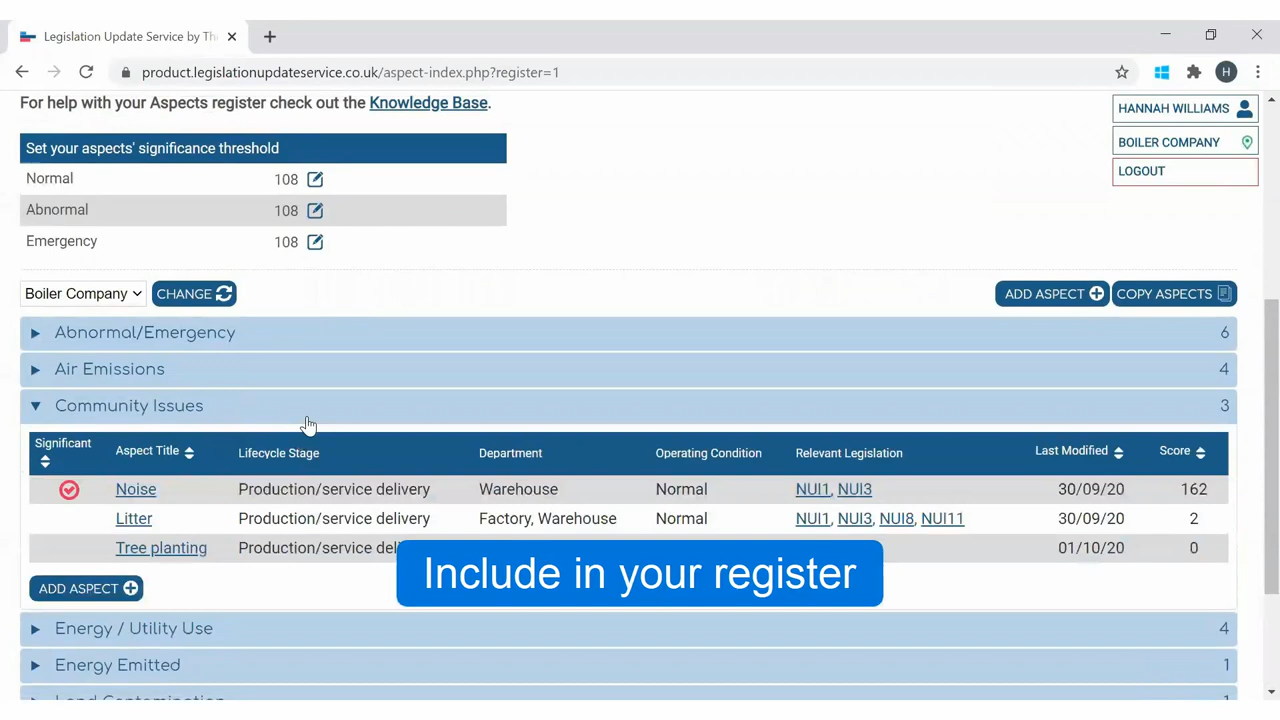 Legislation Update Service by Th
product.legislationupdateservice.co.uk/aspect-index.php?register=1
H
For help with your Aspects register check out the Knowledge Base.
HANNAH WILLIAMS
BOILER COMPANY
LOGOUT
Set your aspects' significance threshold
Normal 108
Abnormal 108
Emergency 108
Boiler Company CHANGE ADD ASPECT COPY ASPECTS
Abnormal/Emergency 6
Air Emissions 4
Community Issues 3
Significant Aspect Title Lifecycle Stage Department Operating Condition Relevant Legislation Last Modified Score
Noise Production/service delivery Warehouse Normal NUI1, NUI3 30/09/20 162
Litter Production/service delivery Factory, Warehouse Normal NUI1, NUI3, NUI8, NUI11 30/09/20 2
Tree planting Production/service deli 01/10/20 0
Include in your register
ADD ASPECT
Energy / Utility Use 4
Energy Emitted 1
Land Contamination 1